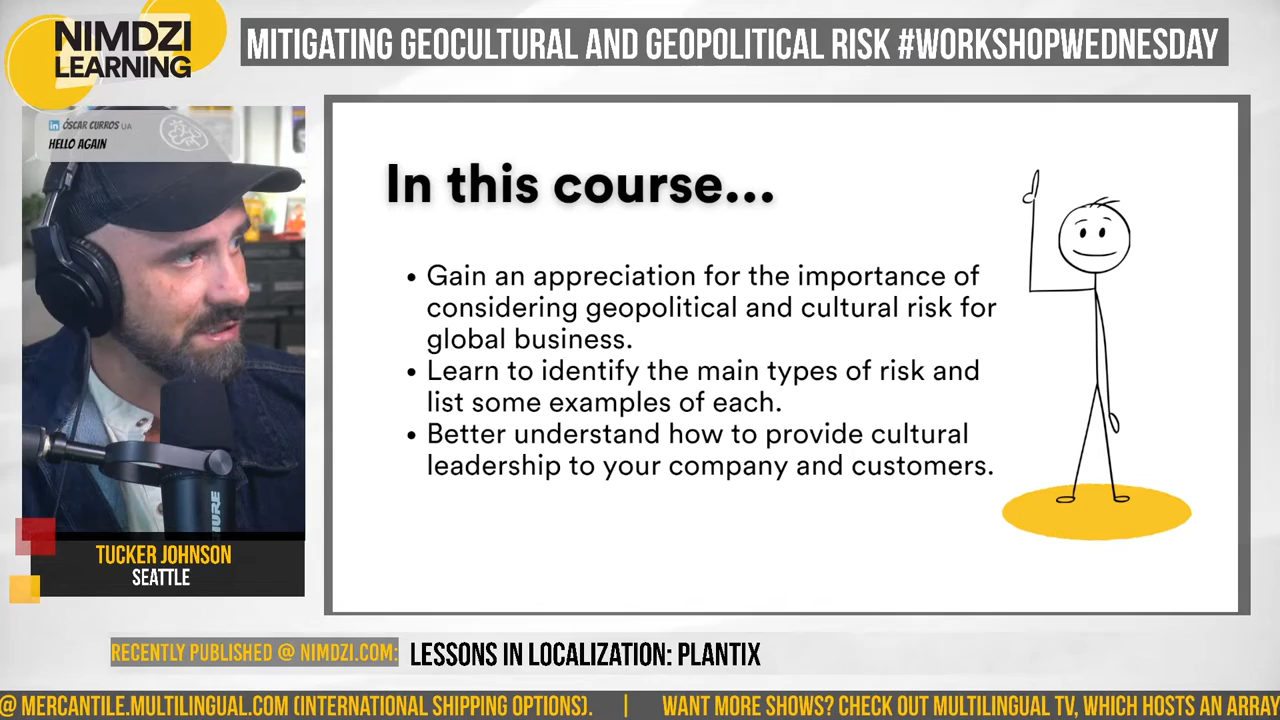 NIMDZI
LEARNING
MITIGATING GEOCULTURAL AND GEOPOLITICAL RISK #WORKSHOPWEDNESDAY
in ÓSCAR CURROS UA
HELLO AGAIN
In this course...
• Gain an appreciation for the importance of
considering geopolitical and cultural risk for
global business.
• Learn to identify the main types of risk and
list some examples of each.
• Better understand how to provide cultural
leadership to your company and customers.
SHURE
TUCKER JOHNSON
SEATTLE
RECENTLY PUBLISHED @ NIMDZI.COM: LESSONS IN LOCALIZATION: PLANTIX
@ MERCANTILE.MULTILINGUAL.COM (INTERNATIONAL SHIPPING OPTIONS). | WANT MORE SHOWS? CHECK OUT MULTILINGUAL TV, WHICH HOSTS AN ARRAY